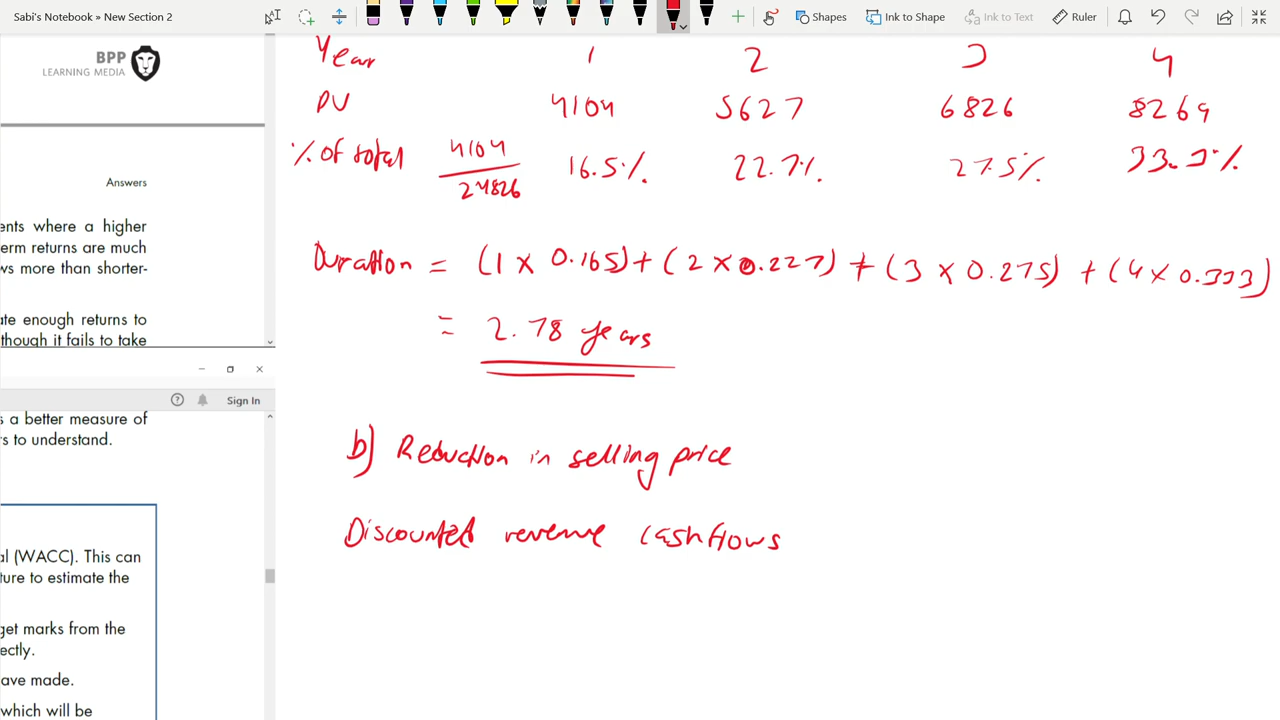 Sabi's Notebook » New Section 2
Shapes
Ink to Shape
Ink to Text
Ruler
BPP
LEARNING MEDIA
Answers
ents where a higher
erm returns are much
ws more than shorter-
ate enough returns to
though it fails to take
Sign In
s a better measure of
rs to understand.
al (WACC). This can
ture to estimate the
get marks from the
ectly.
ave made.
which will be
Year 1 2 3 4
PV 4104 5627 6826 8269
% of total 4104/24826 16.5% 22.7% 27.5% 33.3%
Duration = (1 × 0.165) + (2 × 0.227) + (3 × 0.275) + (4 × 0.333)
= 2.78 years
b) Reduction in selling price
Discounted revenue cashflows